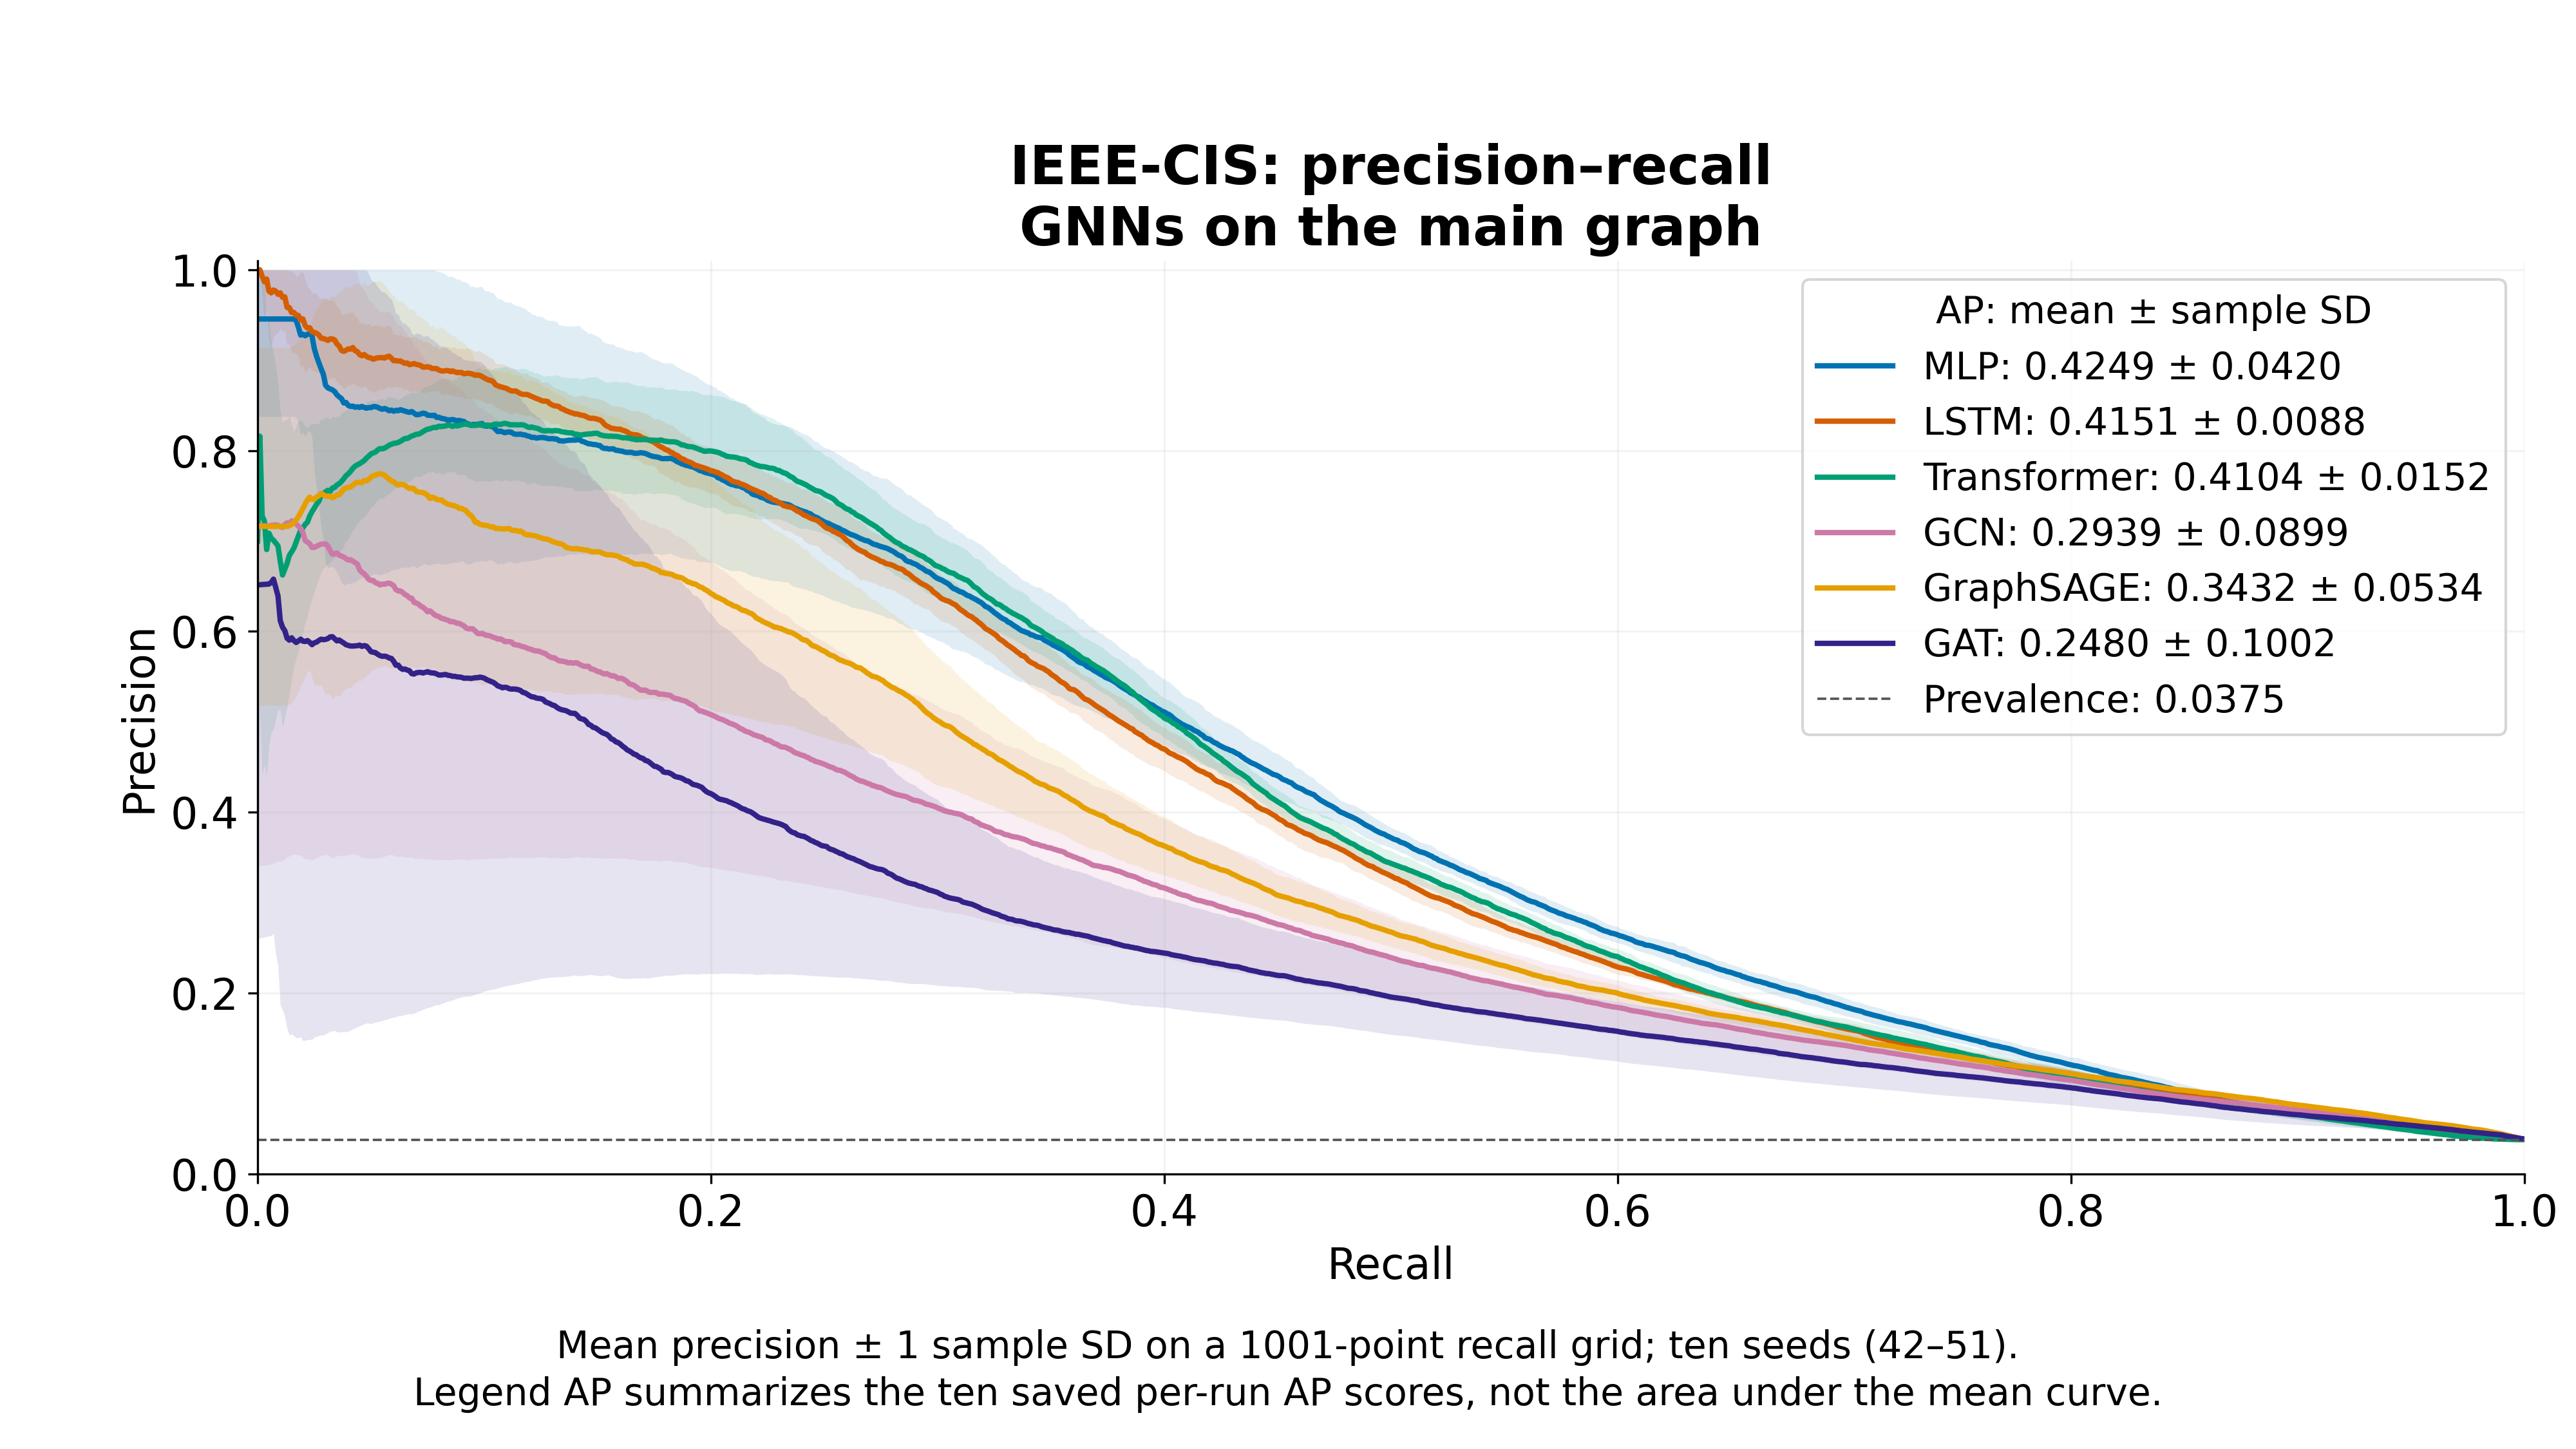 IEEE-CIS: precision–recall
GNNs on the main graph
AP: mean ± sample SD
MLP: 0.4249 ± 0.0420
LSTM: 0.4151 ± 0.0088
Transformer: 0.4104 ± 0.0152
GCN: 0.2939 ± 0.0899
GraphSAGE: 0.3432 ± 0.0534
GAT: 0.2480 ± 0.1002
Prevalence: 0.0375
Precision
1.0
0.8
0.6
0.4
0.2
0.0
0.0 0.2 0.4 0.6 0.8 1.0
Recall
Mean precision ± 1 sample SD on a 1001-point recall grid; ten seeds (42–51).
Legend AP summarizes the ten saved per-run AP scores, not the area under the mean curve.